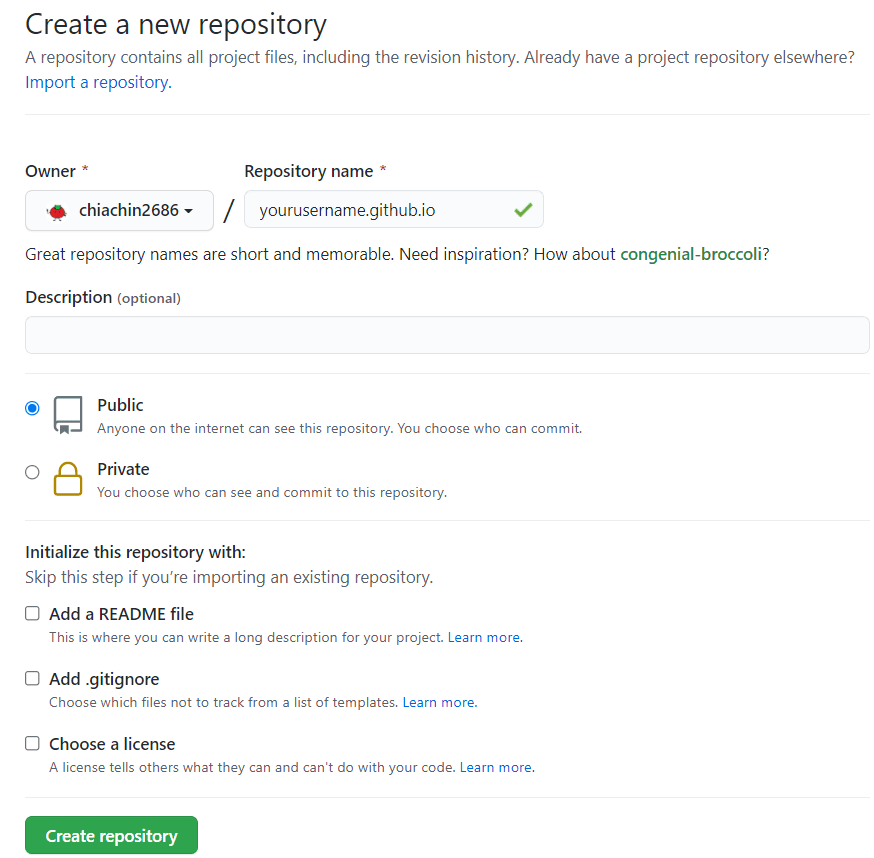 Create a new repository
A repository contains all project files, including the revision history. Already have a project repository elsewhere?
Import a repository.
Owner * Repository name *
chiachin2686 / yourusername.github.io
Great repository names are short and memorable. Need inspiration? How about congenial-broccoli?
Description (optional)
Public
Anyone on the internet can see this repository. You choose who can commit.
Private
You choose who can see and commit to this repository.
Initialize this repository with:
Skip this step if you’re importing an existing repository.
Add a README file
This is where you can write a long description for your project. Learn more.
Add .gitignore
Choose which files not to track from a list of templates. Learn more.
Choose a license
A license tells others what they can and can't do with your code. Learn more.
Create repository